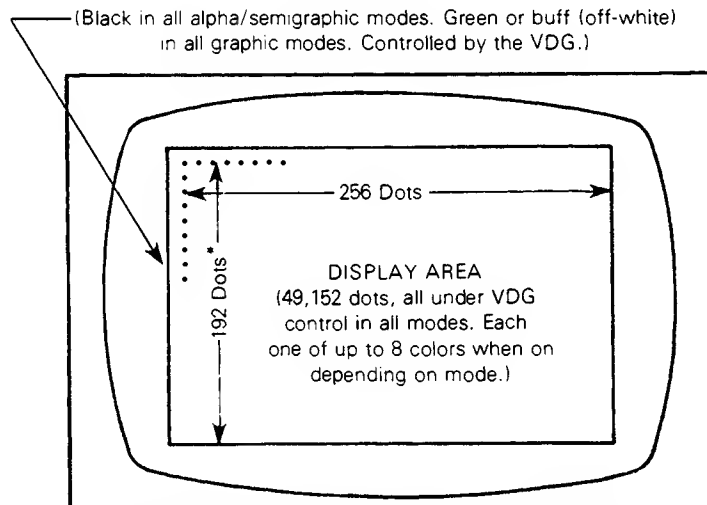 (Black in all alpha/semigraphic modes. Green or buff (off-white)
in all graphic modes. Controlled by the VDG.)
256 Dots
192 Dots*
DISPLAY AREA
(49,152 dots, all under VDG
control in all modes. Each
one of up to 8 colors when on
depending on mode.)